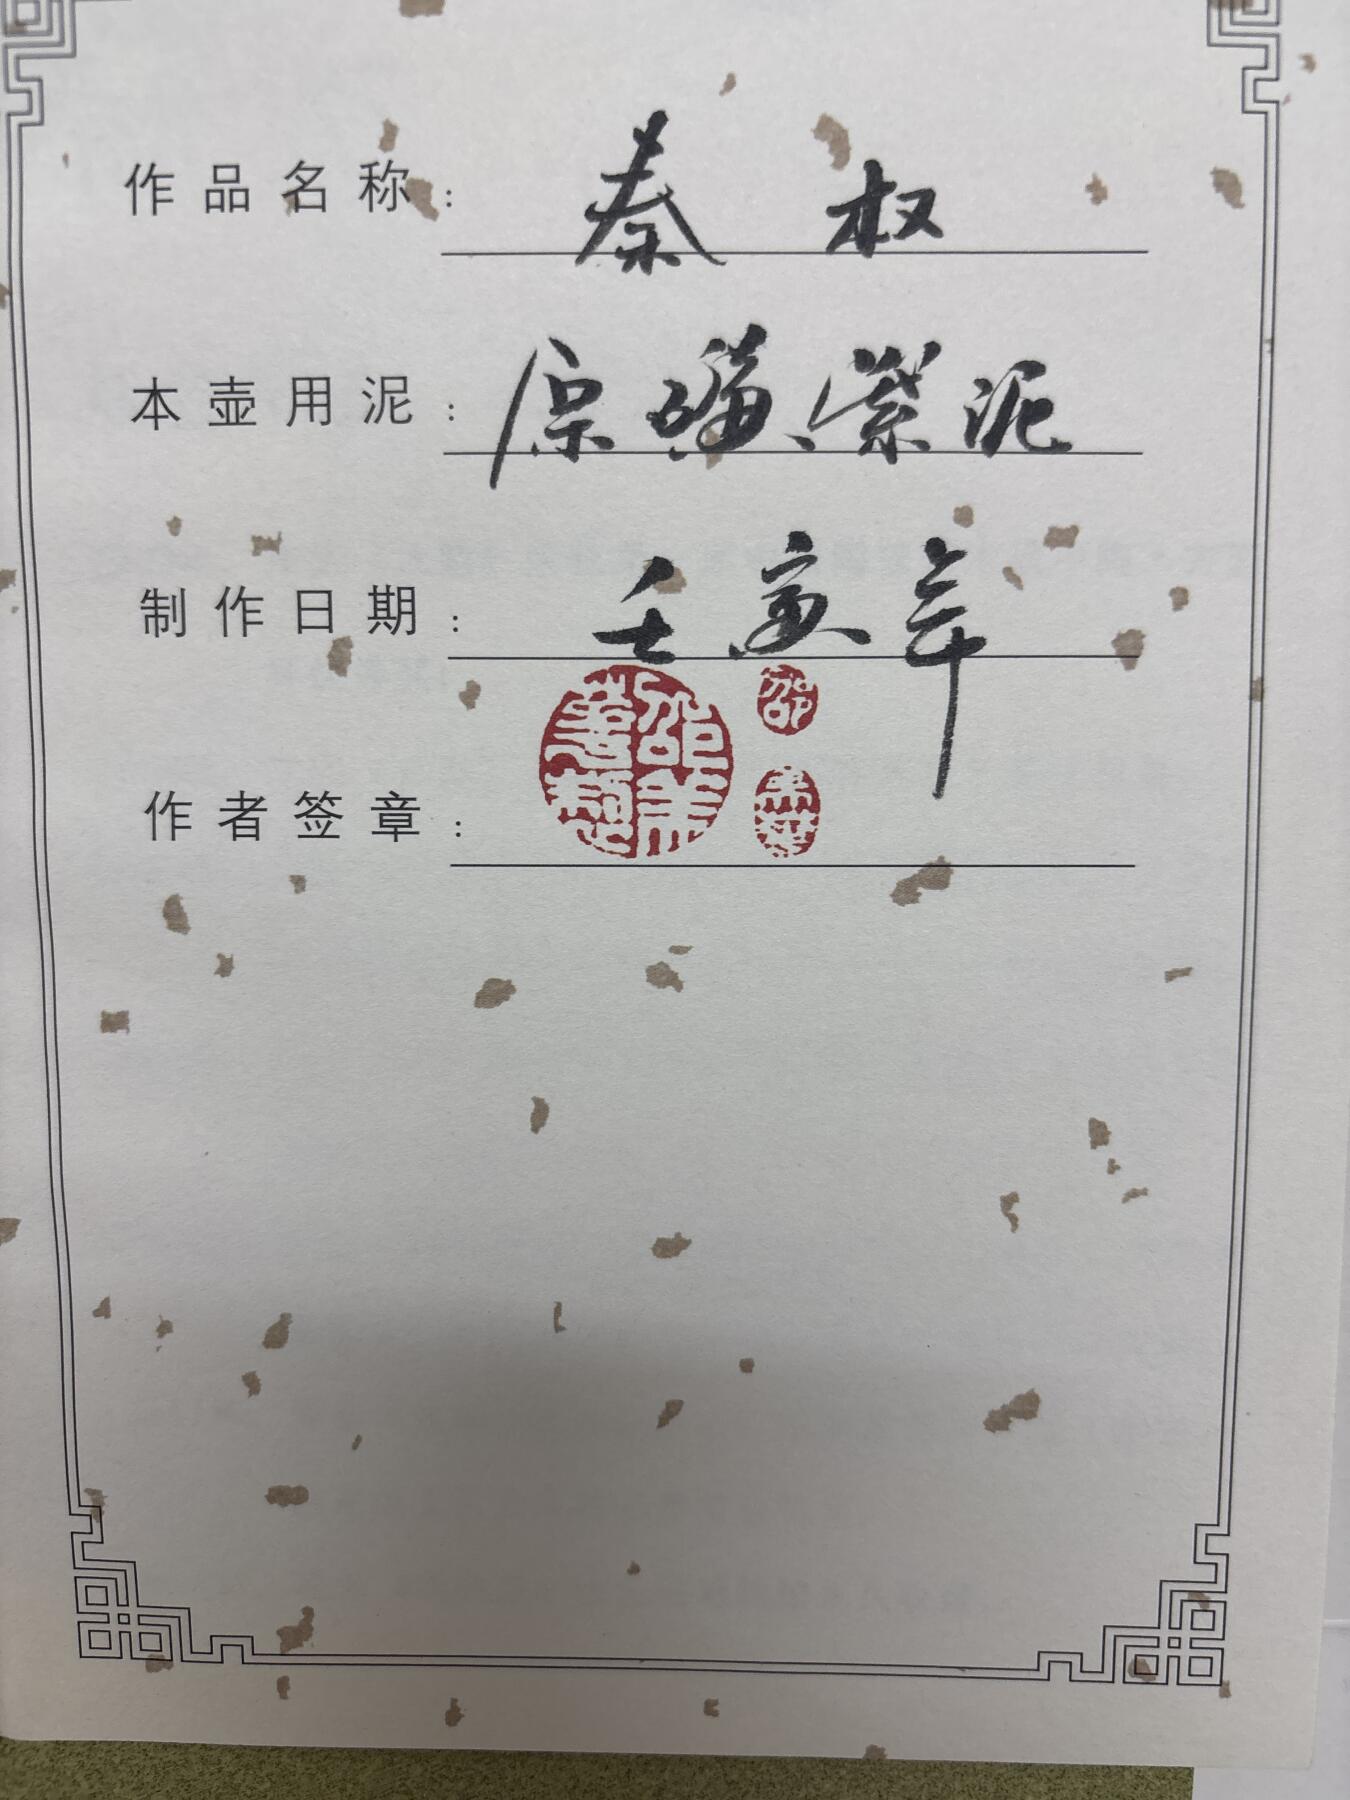 作品名称：秦权
本壶用泥：原矿紫泥
制作日期：壬寅年
作者签章：